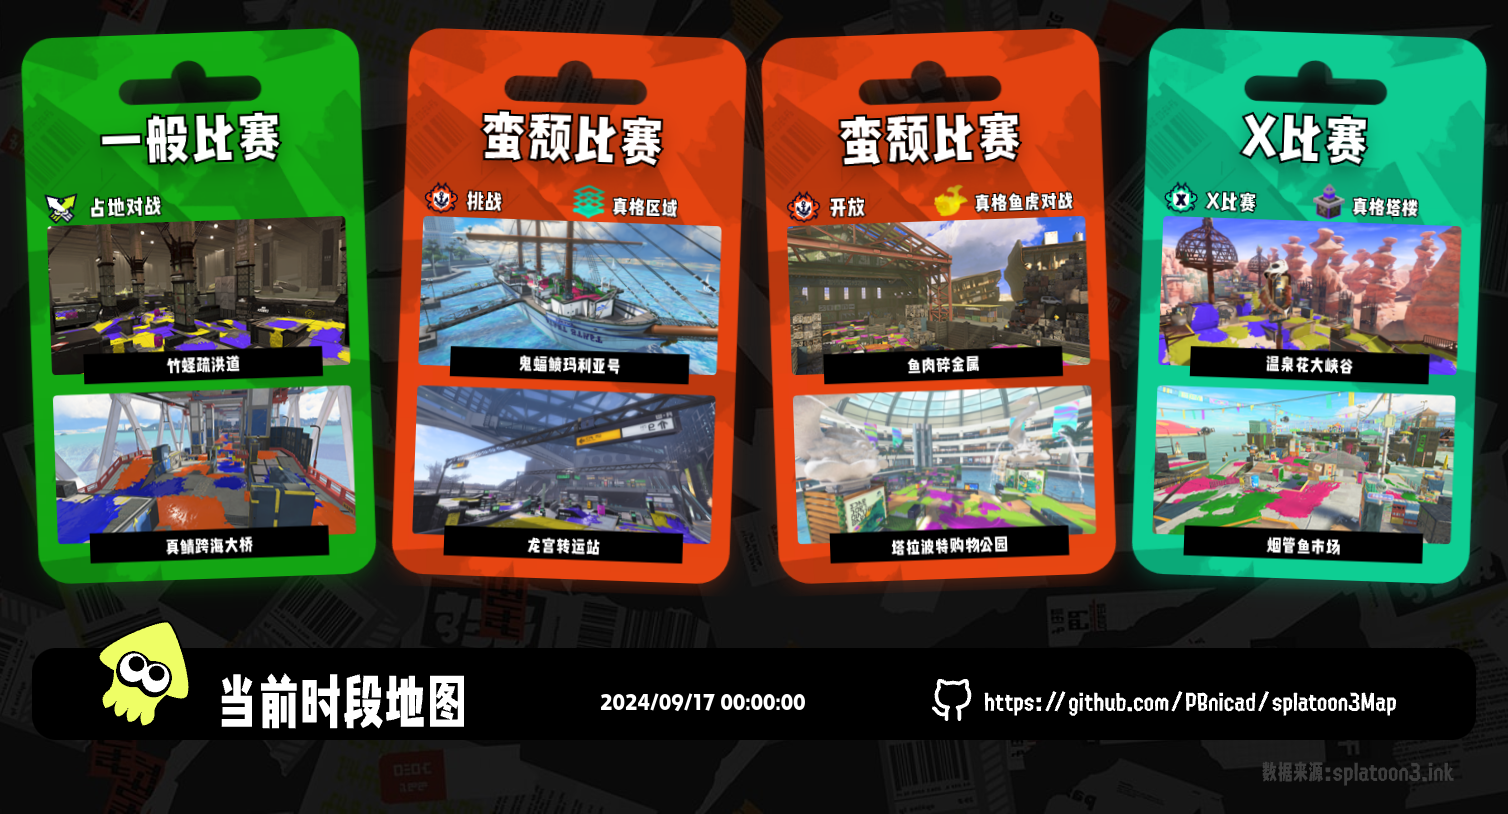 一般比赛
占地对战
竹蛏疏洪道
真鲭跨海大桥
蛮颓比赛
挑战
真格区域
鬼蝠鲼玛利亚号
龙宫转运站
蛮颓比赛
开放
真格鱼虎对战
鱼肉碎金属
塔拉波特购物公园
X比赛
X比赛
真格塔楼
温泉花大峡谷
烟管鱼市场
当前时段地图
2024/09/17 00:00:00
https://github.com/PBnicad/splatoon3Map
数据来源:splatoon3.ink